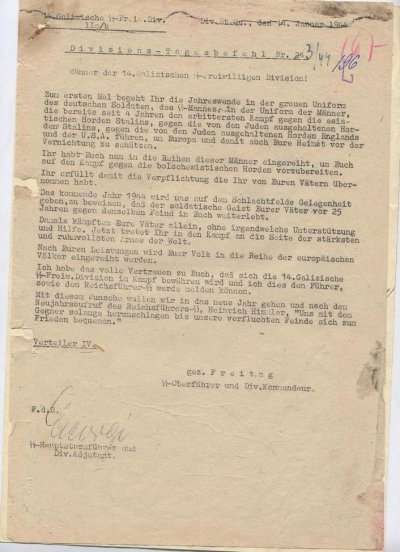 14.Galizische ᛋᛋ-Freiw.Div.
IIa/b
Div.St.Qu., den 14. Januar 1944
Divisions-Tagesbefehl Nr.
Männer der 14.Galizischen ᛋᛋ-Freiwilligen Division!
Zum ersten Mal begeht Ihr die Jahreswende in der grauen Uniform
des deutschen Soldaten, des ᛋᛋ-Mannes, in der Uniform der Männer,
die bereits seit 4 Jahren den erbittertsten Kampf gegen die asia-
tischen Horden Stalins, gegen die von den Juden ausgehaltenen Hor-
den Stalins, gegen die von den Juden ausgehaltenen Horden Englands
und der U.S.A. führen, um Europa und damit auch Eure Heimat vor der
Vernichtung zu schützen.
Ihr habt Euch nun in die Reihen dieser Männer eingereiht, um Euch
auf den Kampf gegen die bolschewistischen Horden vorzubereiten.
Ihr erfüllt damit die Verpflichtung die Ihr von Euren Vätern über-
nommen habt.
Das kommende Jahr 1944 wird uns auf dem Schlachtfelde Gelegenheit
geben, zu beweisen, daß der soldatische Geist Eurer Väter vor 25
Jahren gegen denselben Feind in Euch weiterlebt.
Damals kämpften Eure Väter allein, ohne irgendwelche Unterstützung
und Hilfe. Jetzt tretet Ihr in den Kampf an die Seite der stärksten
und ruhmvollsten Armee der Welt.
Nach Euren Leistungen wird Euer Volk in die Reihe der europäischen
Völker eingereiht werden.
Ich habe das volle Vertrauen zu Euch, daß sich die 14.Galizische
ᛋᛋ-Freiw.Division im Kampf bewähren wird und ich dies dem Führer,
sowie dem Reichsführer-ᛋᛋ werde melden können.
Mit diesem Wunsche wollen wir in das neue Jahr gehen und nach dem
Neujahrsaufruf des Reichsführers-ᛋᛋ, Heinrich Himmler, "Uns mit dem
Gegner solange herumschlagen bis unsere verfluchten Feinde sich zum
Frieden bequemen."
Verteiler IV.
gez. Freitag
ᛋᛋ-Oberführer und Div.Kommandeur.
F.d.R.
ᛋᛋ-Hauptsturmführer und
Div.Adjutant.